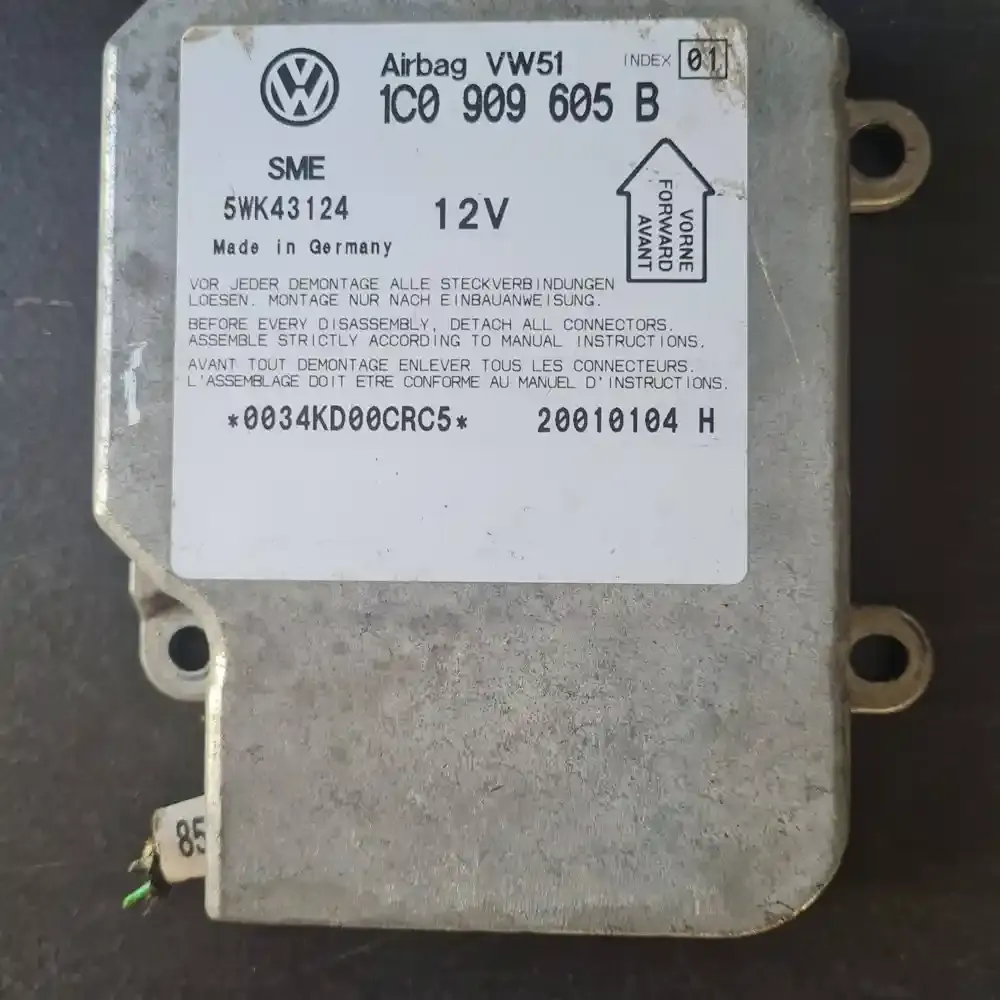 Airbag VW51 INDEX 01
1C0 909 605 B
SME
5WK43124 12V
Made in Germany
VORNE
FORWARD
AVANT
VOR JEDER DEMONTAGE ALLE STECKVERBINDUNGEN
LOESEN. MONTAGE NUR NACH EINBAUANWEISUNG.
BEFORE EVERY DISASSEMBLY, DETACH ALL CONNECTORS.
ASSEMBLE STRICTLY ACCORDING TO MANUAL INSTRUCTIONS.
AVANT TOUT DEMONTAGE ENLEVER TOUS LES CONNECTEURS.
L'ASSEMBLAGE DOIT ETRE CONFORME AU MANUEL D'INSTRUCTIONS.
*0034KD00CRC5* 20010104 H
85